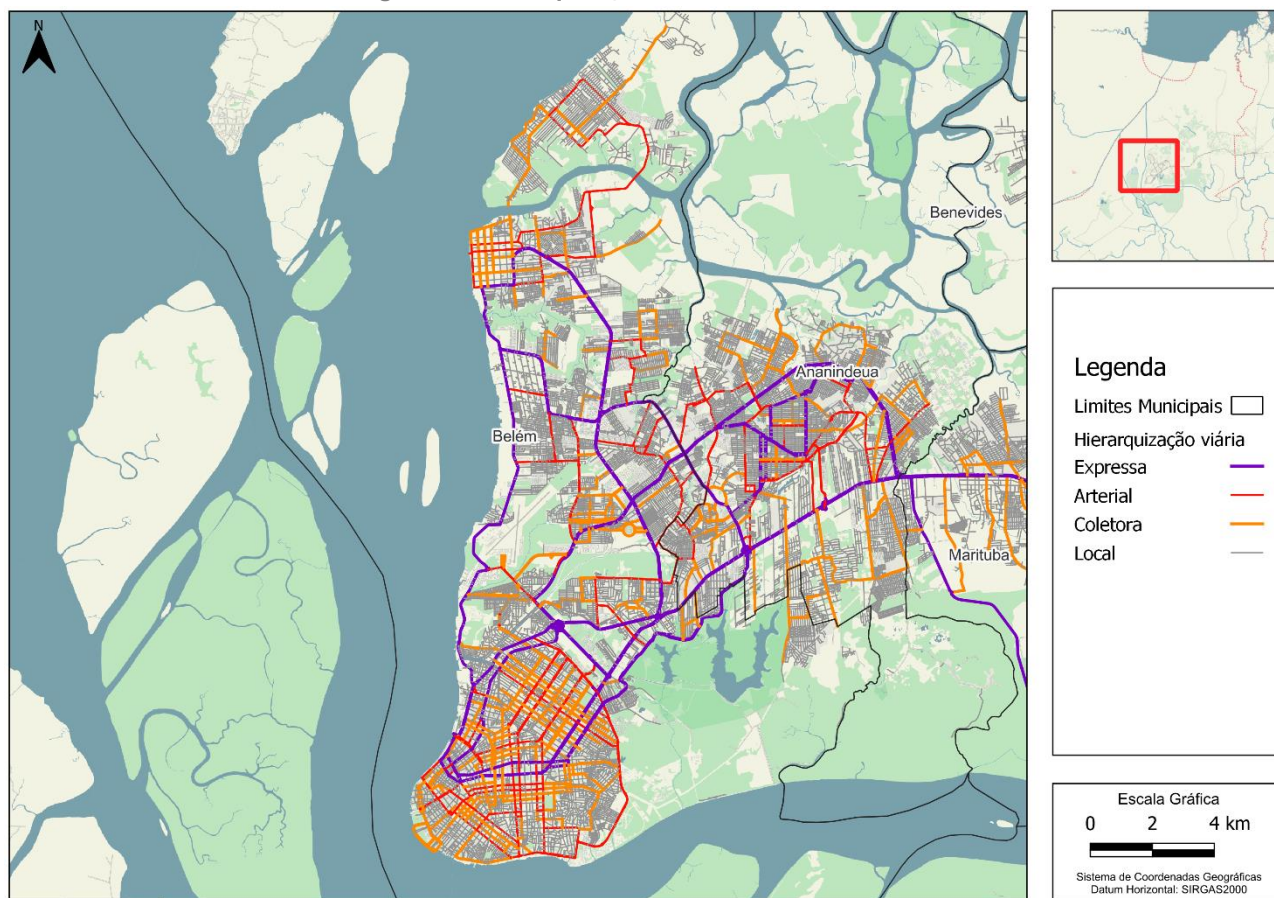 N
Benevides
Ananindeua
Belém
Marituba
Legenda
Limites Municipais
Hierarquização viária
Expressa
Arterial
Coletora
Local
Escala Gráfica
0 2 4 km
Sistema de Coordenadas Geográficas
Datum Horizontal: SIRGAS2000